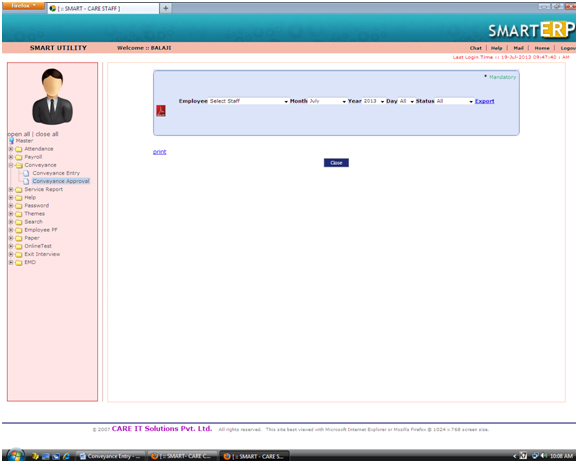 Firefox
[ :: SMART - CARE STAFF ]
SMARTERP
SMART UTILITY
Welcome :: BALAJI
Chat | Help | Mail | Home | Logou
Last Login Time :: 19-Jul-2013 09:47:40 : AM
* Mandatory
Employee Select Staff Month July Year 2013 Day All Status All Export
print
Close
open all | close all
Master
Attendance
Payroll
Conveyance
Conveyance Entry
Conveyance Approval
Service Report
Help
Password
Themes
Search
Employee PF
Paper
OnlineTest
Exit Interview
EMD
© 2007 CARE IT Solutions Pvt. Ltd. All rights reserved. This site best viewed with Microsoft Internet Explorer or Mozilla Firefox @ 1024 x 768 screen size.
Conveyance Entry - ...
[ :: SMART- CARE C...
[ :: SMART - CARE S...
10:08 AM